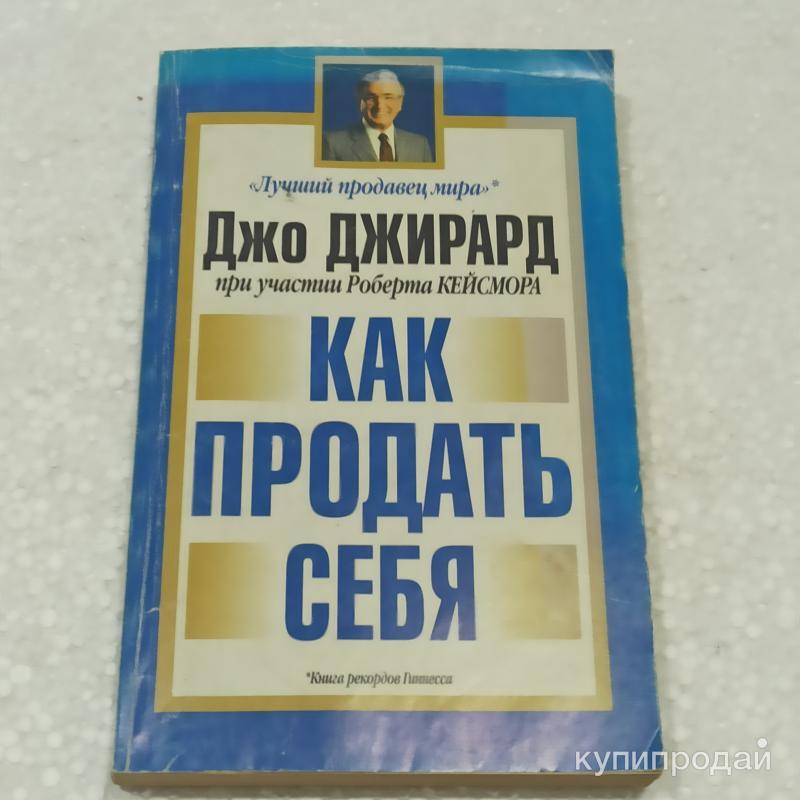 «Лучший продавец мира»*
Джо ДЖИРАРД
при участии Роберта КЕЙСМОРА
КАК
ПРОДАТЬ
СЕБЯ
*Книга рекордов Гиннесса
купипродай